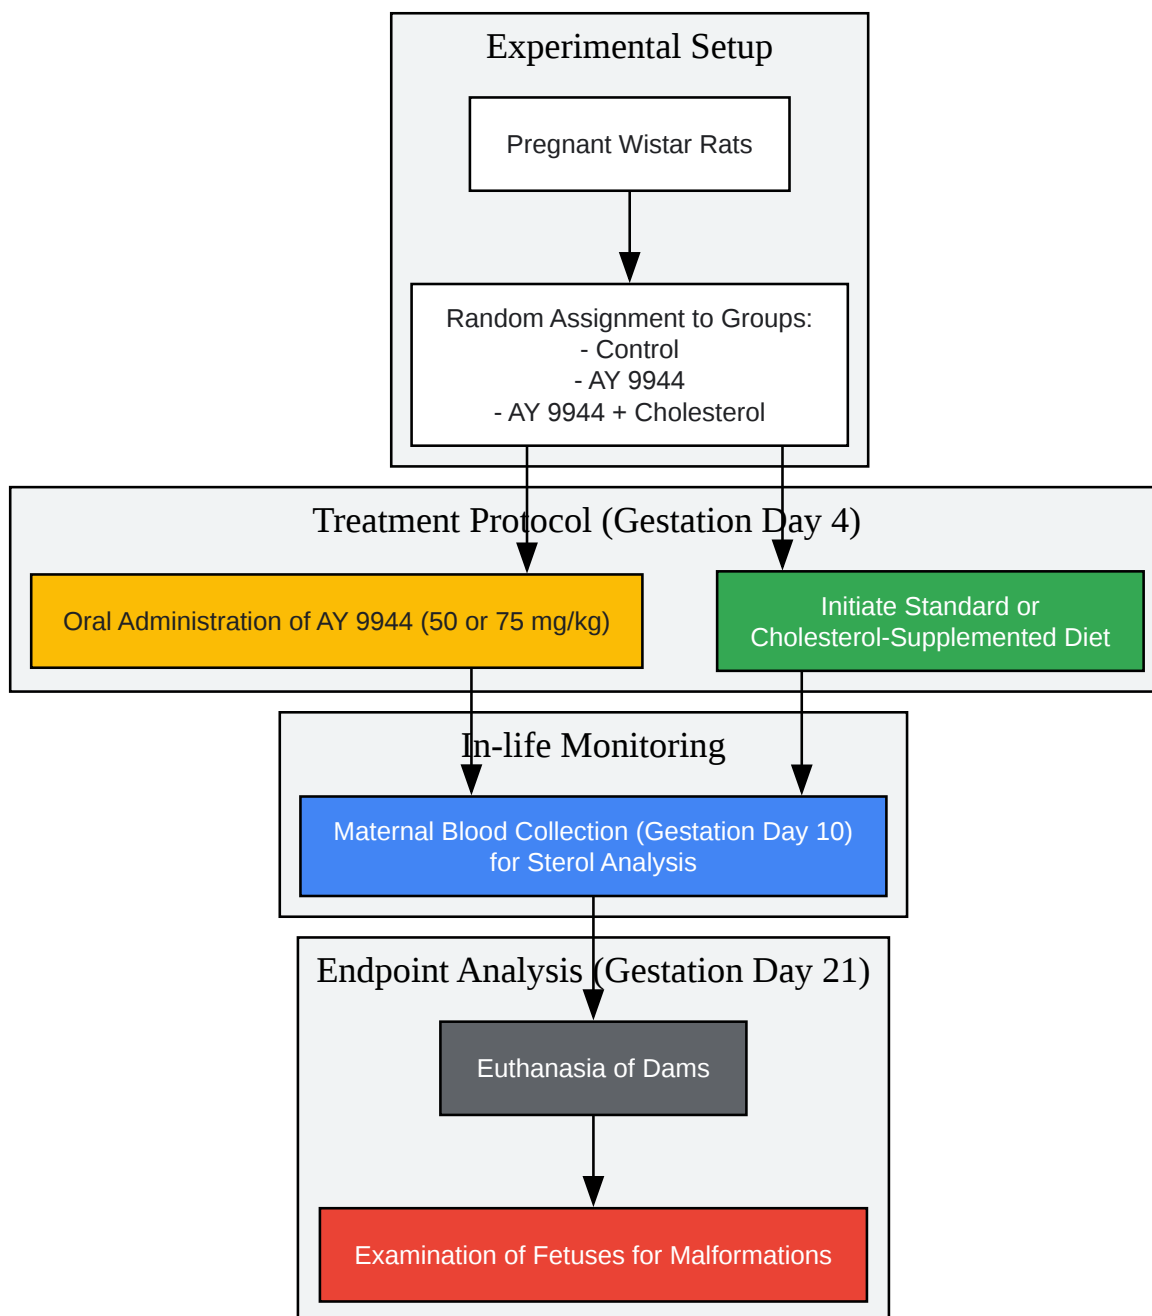 Experimental Setup
Pregnant Wistar Rats
Random Assignment to Groups:
- Control
- AY 9944
- AY 9944 + Cholesterol
Treatment Protocol (Gestation Day 4)
Oral Administration of AY 9944 (50 or 75 mg/kg)
Initiate Standard or
Cholesterol-Supplemented Diet
In-life Monitoring
Maternal Blood Collection (Gestation Day 10)
for Sterol Analysis
Endpoint Analysis (Gestation Day 21)
Euthanasia of Dams
Examination of Fetuses for Malformations